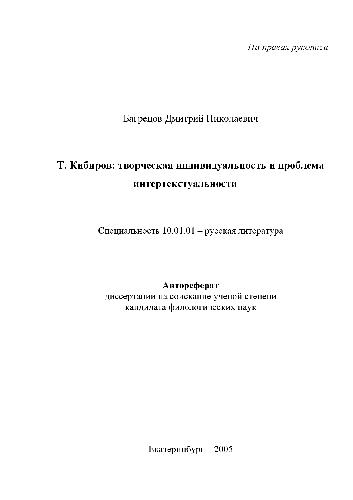 На правах рукописи
Багрецов Дмитрий Николаевич
Т. Кибиров: творческая индивидуальность и проблема
интертекстуальности
Специальность 10.01.01 – русская литература
Автореферат
диссертации на соискание ученой степени
кандидата филологических наук
Екатеринбург – 2005